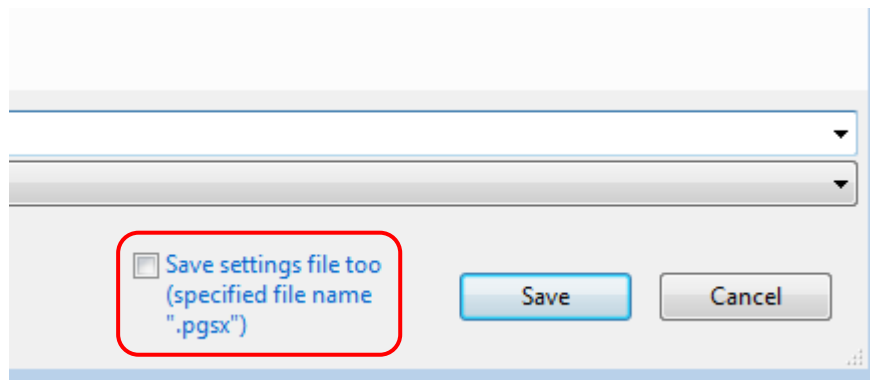 Save settings file too
(specified file name
".pgsx")
Save
Cancel